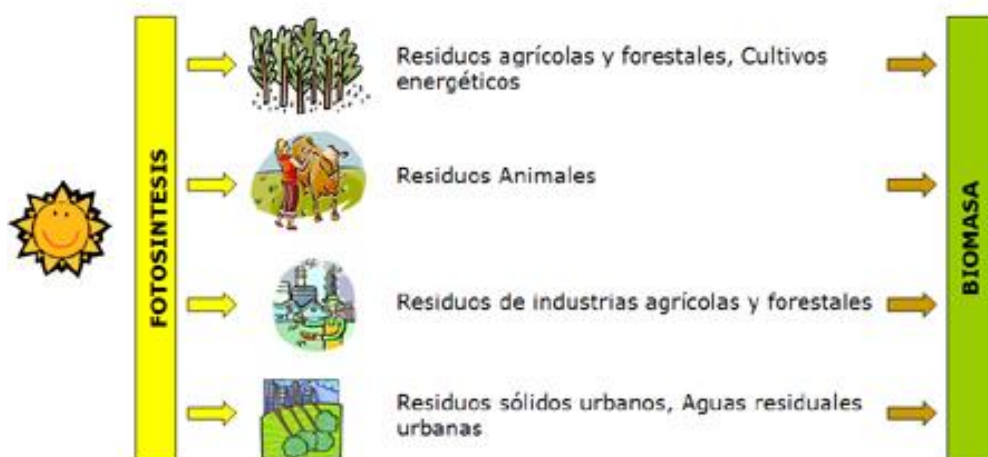 FOTOSINTESIS
Residuos agrícolas y forestales, Cultivos
energéticos
Residuos Animales
Residuos de industrias agrícolas y forestales
Residuos sólidos urbanos, Aguas residuales
urbanas
BIOMASA